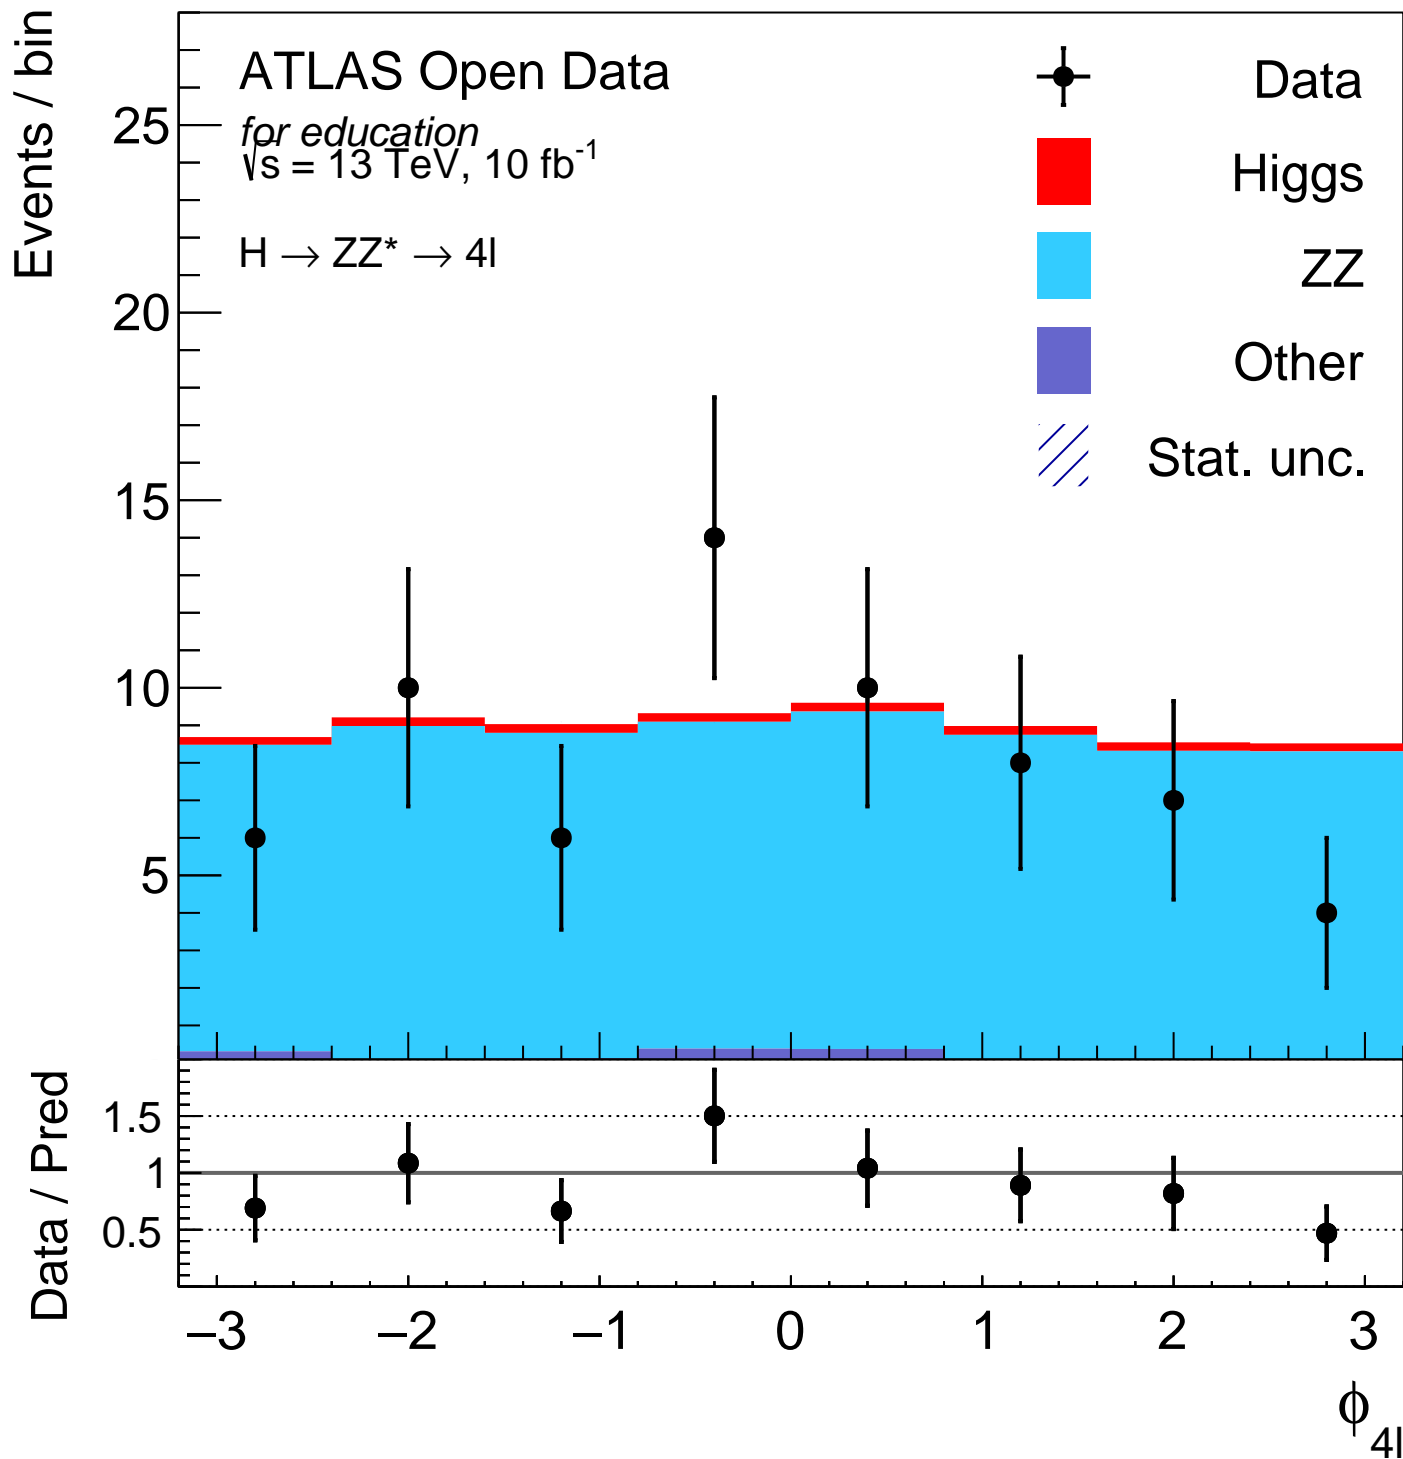 Events / bin
ATLAS Open Data
for education
√s = 13 TeV, 10 fb⁻¹
H → ZZ* → 4l
Data
Higgs
ZZ
Other
Stat. unc.
25
20
15
10
5
Data / Pred
1.5
1
0.5
−3 −2 −1 0 1 2 3
ϕ₄ₗ